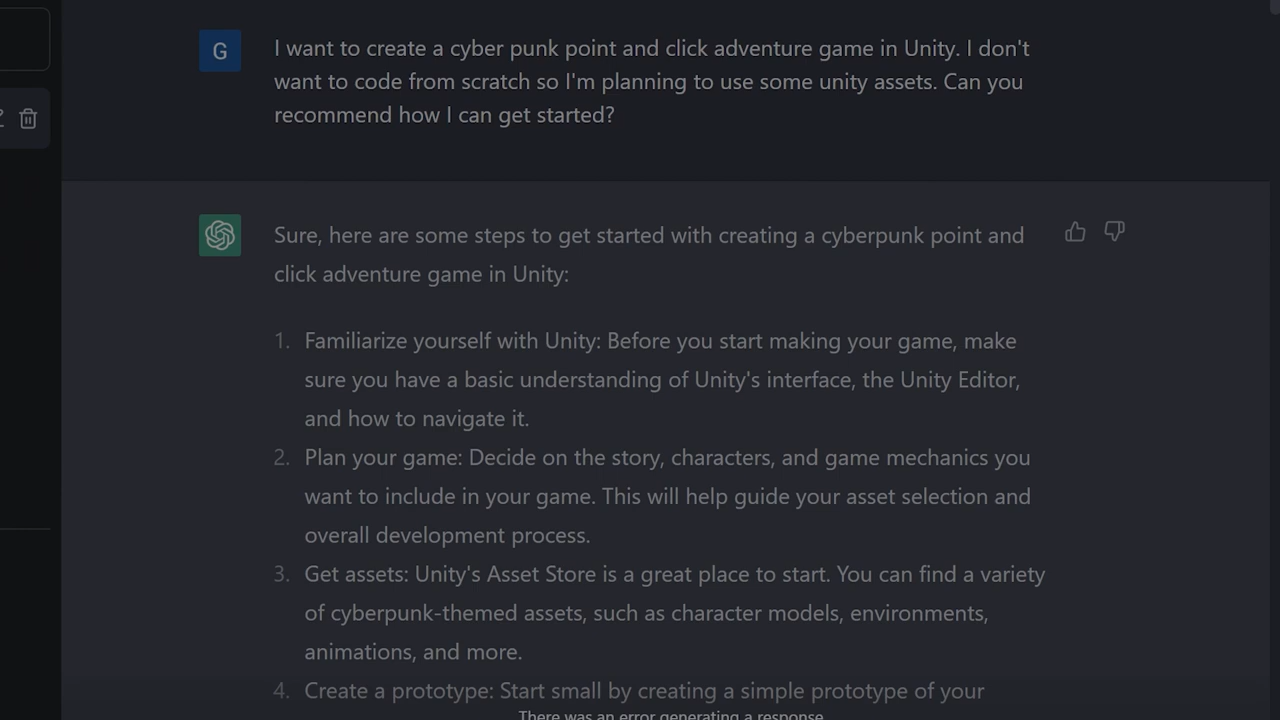 G
I want to create a cyber punk point and click adventure game in Unity. I don't
want to code from scratch so I'm planning to use some unity assets. Can you
recommend how I can get started?
Sure, here are some steps to get started with creating a cyberpunk point and
click adventure game in Unity:
1. Familiarize yourself with Unity: Before you start making your game, make
sure you have a basic understanding of Unity's interface, the Unity Editor,
and how to navigate it.
2. Plan your game: Decide on the story, characters, and game mechanics you
want to include in your game. This will help guide your asset selection and
overall development process.
3. Get assets: Unity's Asset Store is a great place to start. You can find a variety
of cyberpunk-themed assets, such as character models, environments,
animations, and more.
4. Create a prototype: Start small by creating a simple prototype of your
There was an error generating a response